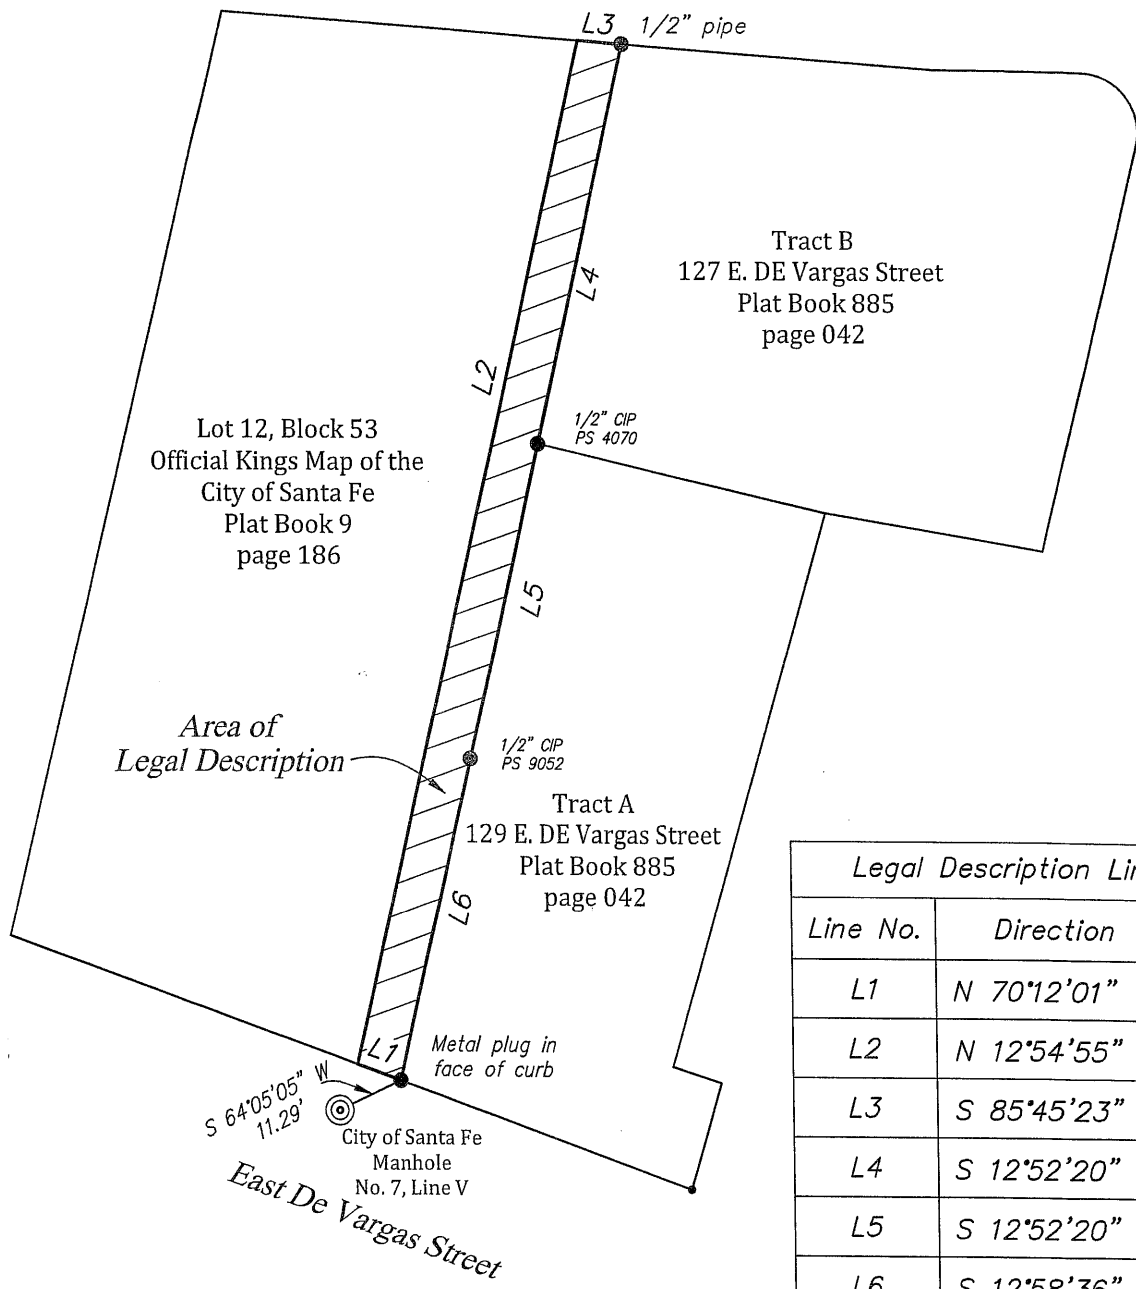 L3 1/2" pipe
Tract B
127 E. DE Vargas Street
Plat Book 885
page 042
L4
L2
1/2" CIP
PS 4070
Lot 12, Block 53
Official Kings Map of the
City of Santa Fe
Plat Book 9
page 186
L5
Area of
Legal Description
1/2" CIP
PS 9052
Tract A
129 E. DE Vargas Street
Plat Book 885
page 042
L6
L1
Metal plug in
face of curb
S 64°05'05" W
11.29'
City of Santa Fe
Manhole
No. 7, Line V
East De Vargas Street
Legal Description
Line No. Direction
L1 N 70°12'01"
L2 N 12°54'55"
L3 S 85°45'23"
L4 S 12°52'20"
L5 S 12°52'20"
L6 S 12°58'36"